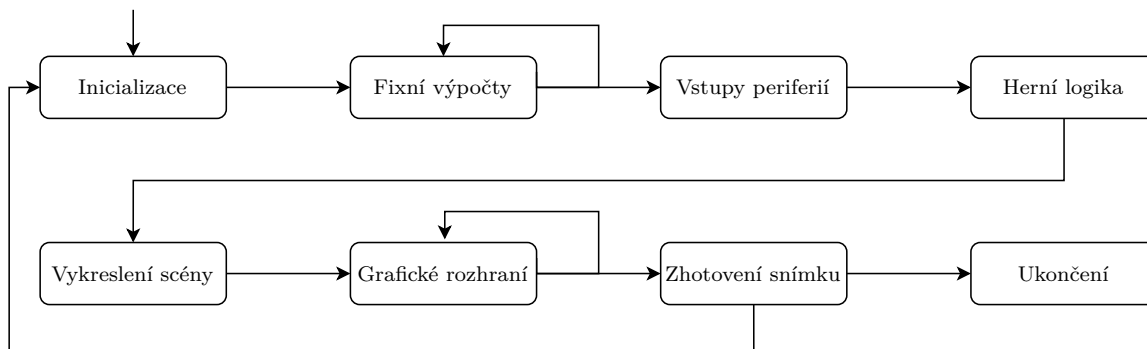 Inicializace
Fixní výpočty
Vstupy periferií
Herní logika
Vykreslení scény
Grafické rozhraní
Zhotovení snímku
Ukončení